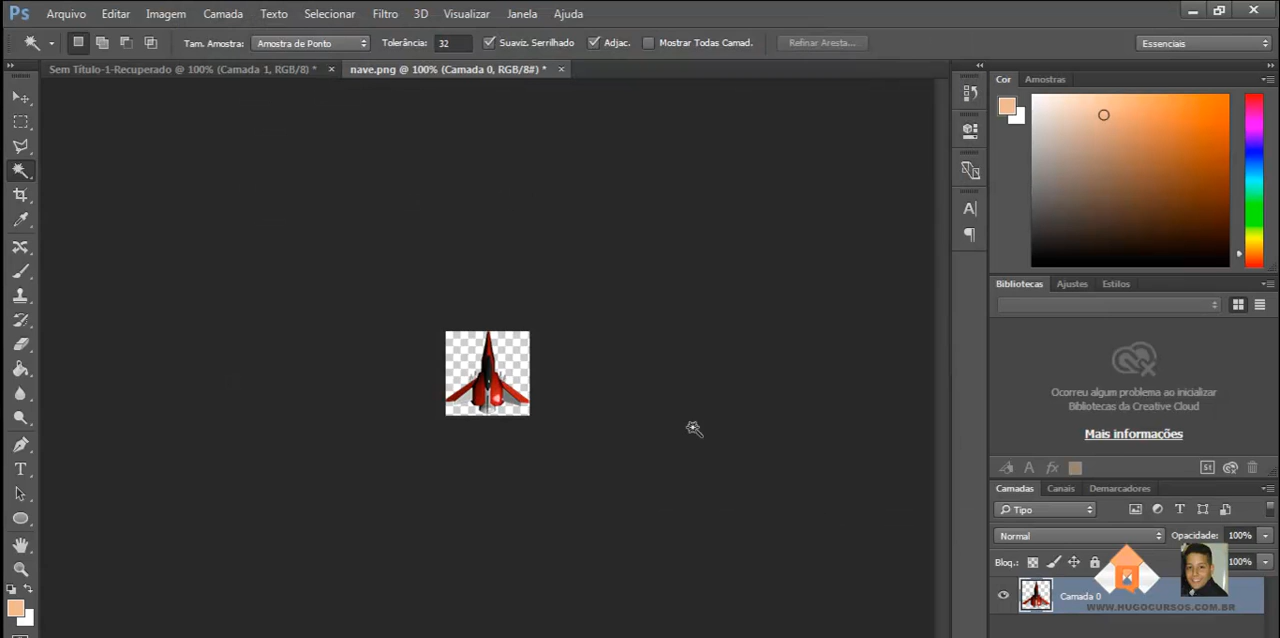 Ps Arquivo Editar Imagem Camada Texto Selecionar Filtro 3D Visualizar Janela Ajuda
Tam. Amostra: Amostra de Ponto Tolerância: 32 Suaviz. Serrilhado Adjac. Mostrar Todas Camad. Refinar Aresta... Essenciais
Sem Título-1-Recuperado @ 100% (Camada 1, RGB/8) * × nave.png @ 100% (Camada 0, RGB/8#) * ×
Cor Amostras
Bibliotecas Ajustes Estilos
Ocorreu algum problema ao inicializar
Bibliotecas da Creative Cloud
Mais informações
St
Camadas Canais Demarcadores
Tipo
Normal Opacidade: 100%
Bloq.: 100%
Camada 0
WWW.HUGOCURSOS.COM.BR